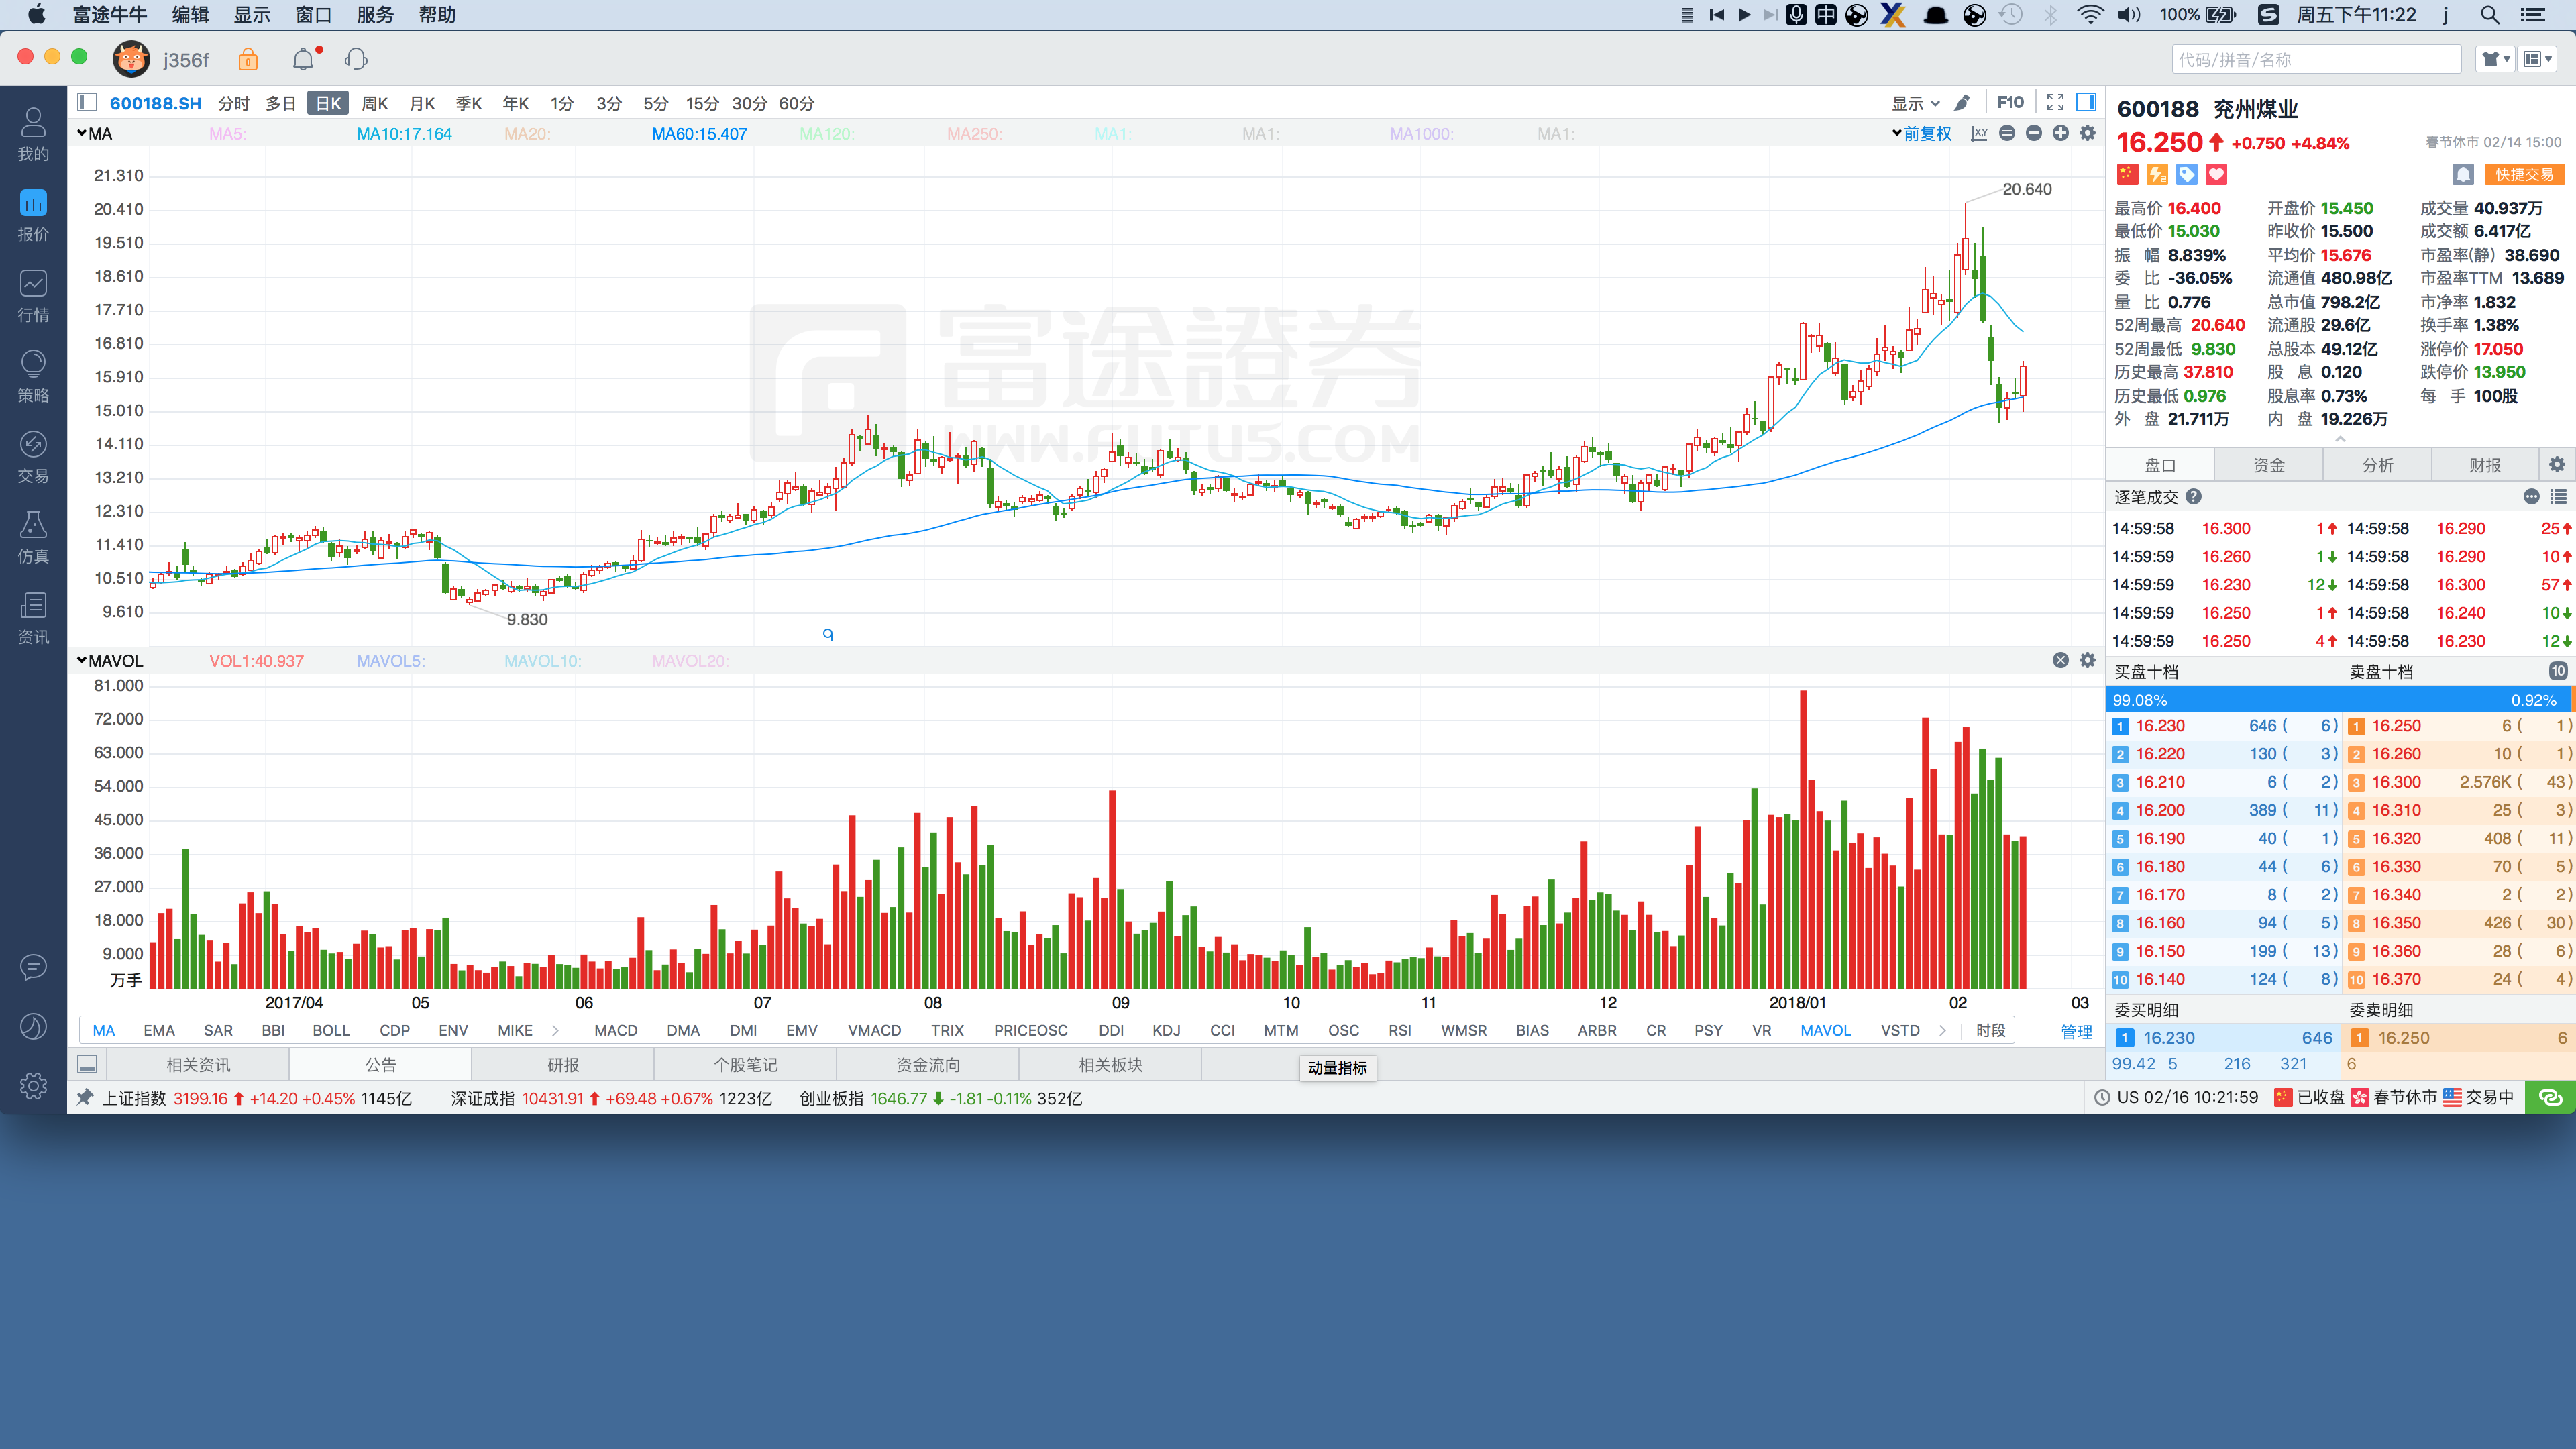 富途牛牛 编辑 显示 窗口 服务 帮助
中 100% 周五下午11:22 j
j356f
代码/拼音/名称
我的
报价
行情
策略
交易
仿真
资讯
600188.SH 分时 多日 日K 周K 月K 季K 年K 1分 3分 5分 15分 30分 60分 显示 F10
MA MA5: MA10:17.164 MA20: MA60:15.407 MA120: MA250: MA1: MA1: MA1000: MA1: 前复权
21.310
20.410
19.510
18.610
17.710
16.810
15.910
15.010
14.110
13.210
12.310
11.410
10.510
9.610
20.640
9.830
富途證券
WWW.FUTU5.COM
q
MAVOL VOL1:40.937 MAVOL5: MAVOL10: MAVOL20:
81.000
72.000
63.000
54.000
45.000
36.000
27.000
18.000
9.000
万手
2017/04 05 06 07 08 09 10 11 12 2018/01 02 03
MA EMA SAR BBI BOLL CDP ENV MIKE MACD DMA DMI EMV VMACD TRIX PRICEOSC DDI KDJ CCI MTM OSC RSI WMSR BIAS ARBR CR PSY VR MAVOL VSTD 时段 管理
相关资讯 公告 研报 个股笔记 资金流向 相关板块
动量指标
600188 兖州煤业
16.250 +0.750 +4.84% 春节休市 02/14 15:00
快捷交易
最高价 16.400 开盘价 15.450 成交量 40.937万
最低价 15.030 昨收价 15.500 成交额 6.417亿
振 幅 8.839% 平均价 15.676 市盈率(静) 38.690
委 比 -36.05% 流通值 480.98亿 市盈率TTM 13.689
量 比 0.776 总市值 798.2亿 市净率 1.832
52周最高 20.640 流通股 29.6亿 换手率 1.38%
52周最低 9.830 总股本 49.12亿 涨停价 17.050
历史最高 37.810 股 息 0.120 跌停价 13.950
历史最低 0.976 股息率 0.73% 每 手 100股
外 盘 21.711万 内 盘 19.226万
盘口 资金 分析 财报
逐笔成交
14:59:58 16.300 1 14:59:58 16.290 25
14:59:59 16.260 1 14:59:58 16.290 10
14:59:59 16.230 12 14:59:58 16.300 57
14:59:59 16.250 1 14:59:58 16.240 10
14:59:59 16.250 4 14:59:58 16.230 12
买盘十档 卖盘十档 10
99.08% 0.92%
1 16.230 646 ( 6) 1 16.250 6 ( 1)
2 16.220 130 ( 3) 2 16.260 10 ( 1)
3 16.210 6 ( 2) 3 16.300 2.576K ( 43)
4 16.200 389 ( 11) 4 16.310 25 ( 3)
5 16.190 40 ( 1) 5 16.320 408 ( 11)
6 16.180 44 ( 6) 6 16.330 70 ( 5)
7 16.170 8 ( 2) 7 16.340 2 ( 2)
8 16.160 94 ( 5) 8 16.350 426 ( 30)
9 16.150 199 ( 13) 9 16.360 28 ( 6)
10 16.140 124 ( 8) 10 16.370 24 ( 4)
委买明细 委卖明细
1 16.230 646 1 16.250 6
99.42 5 216 321 6
上证指数 3199.16 +14.20 +0.45% 1145亿 深证成指 10431.91 +69.48 +0.67% 1223亿 创业板指 1646.77 -1.81 -0.11% 352亿
US 02/16 10:21:59 已收盘 春节休市 交易中